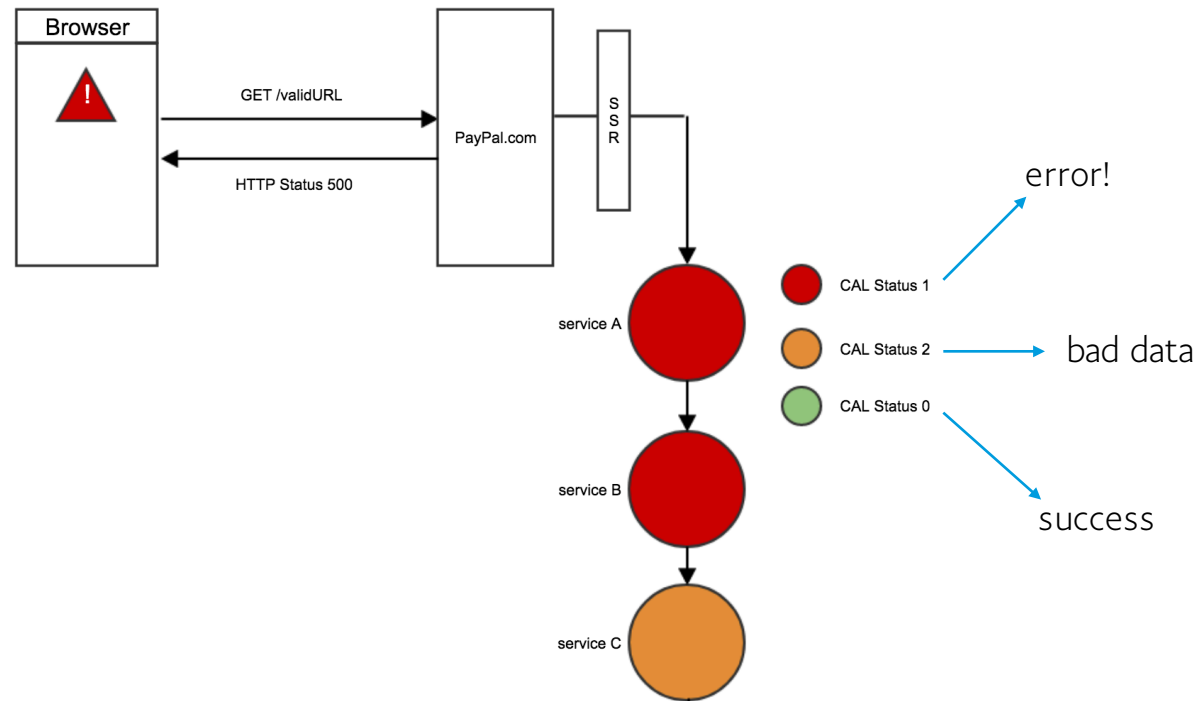 Browser
!
GET /validURL
HTTP Status 500
PayPal.com
S
S
R
error!
service A
CAL Status 1
CAL Status 2
bad data
CAL Status 0
service B
success
service C